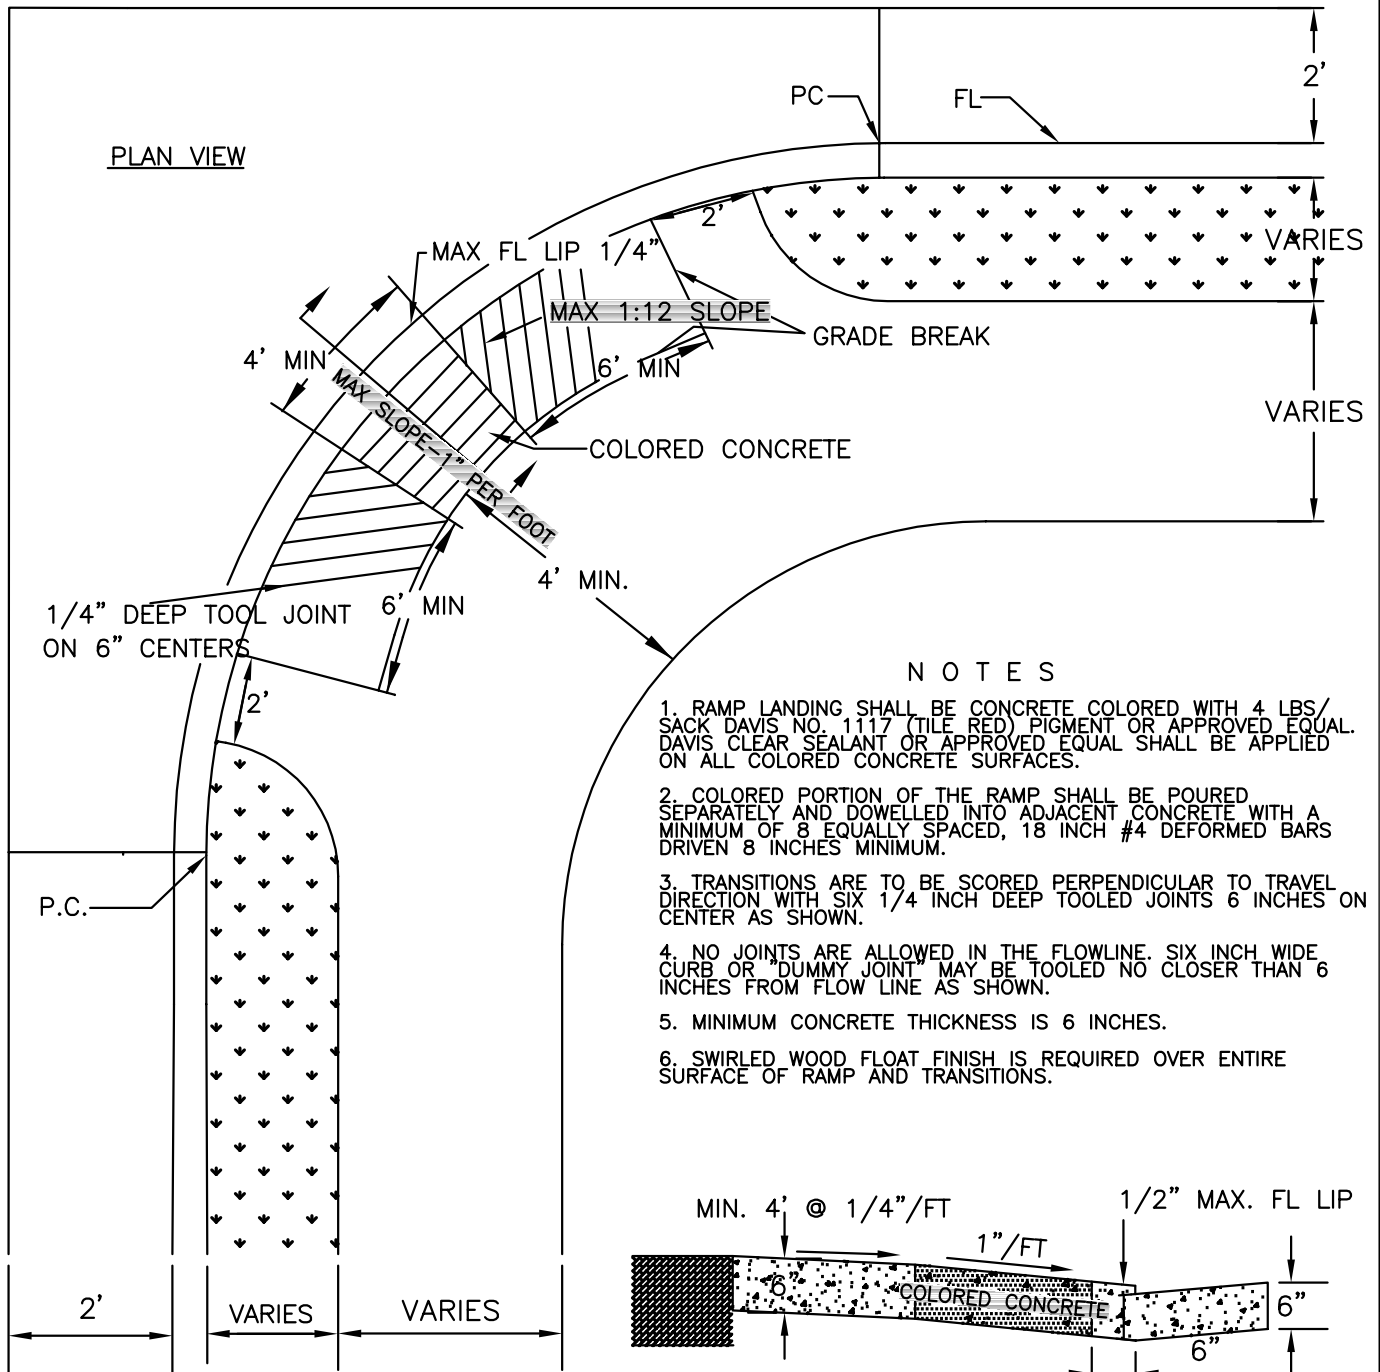 2'
PC
FL
PLAN VIEW
2'
VARIES
MAX FL LIP 1/4"
MAX 1:12 SLOPE
GRADE BREAK
4' MIN
6' MIN
MAX SLOPE-1" PER FOOT
VARIES
COLORED CONCRETE
4' MIN.
1/4" DEEP TOOL JOINT
ON 6" CENTERS
6' MIN
2'
P.C.
NOTES
1. RAMP LANDING SHALL BE CONCRETE COLORED WITH 4 LBS/
SACK DAVIS NO. 1117 (TILE RED) PIGMENT OR APPROVED EQUAL.
DAVIS CLEAR SEALANT OR APPROVED EQUAL SHALL BE APPLIED
ON ALL COLORED CONCRETE SURFACES.
2. COLORED PORTION OF THE RAMP SHALL BE POURED
SEPARATELY AND DOWELLED INTO ADJACENT CONCRETE WITH A
MINIMUM OF 8 EQUALLY SPACED, 18 INCH #4 DEFORMED BARS
DRIVEN 8 INCHES MINIMUM.
3. TRANSITIONS ARE TO BE SCORED PERPENDICULAR TO TRAVEL
DIRECTION WITH SIX 1/4 INCH DEEP TOOLED JOINTS 6 INCHES ON
CENTER AS SHOWN.
4. NO JOINTS ARE ALLOWED IN THE FLOWLINE. SIX INCH WIDE
CURB OR "DUMMY JOINT" MAY BE TOOLED NO CLOSER THAN 6
INCHES FROM FLOW LINE AS SHOWN.
5. MINIMUM CONCRETE THICKNESS IS 6 INCHES.
6. SWIRLED WOOD FLOAT FINISH IS REQUIRED OVER ENTIRE
SURFACE OF RAMP AND TRANSITIONS.
MIN. 4' @ 1/4"/FT
1/2" MAX. FL LIP
1"/FT
6"
COLORED CONCRETE
6"
6"
2'
VARIES
VARIES